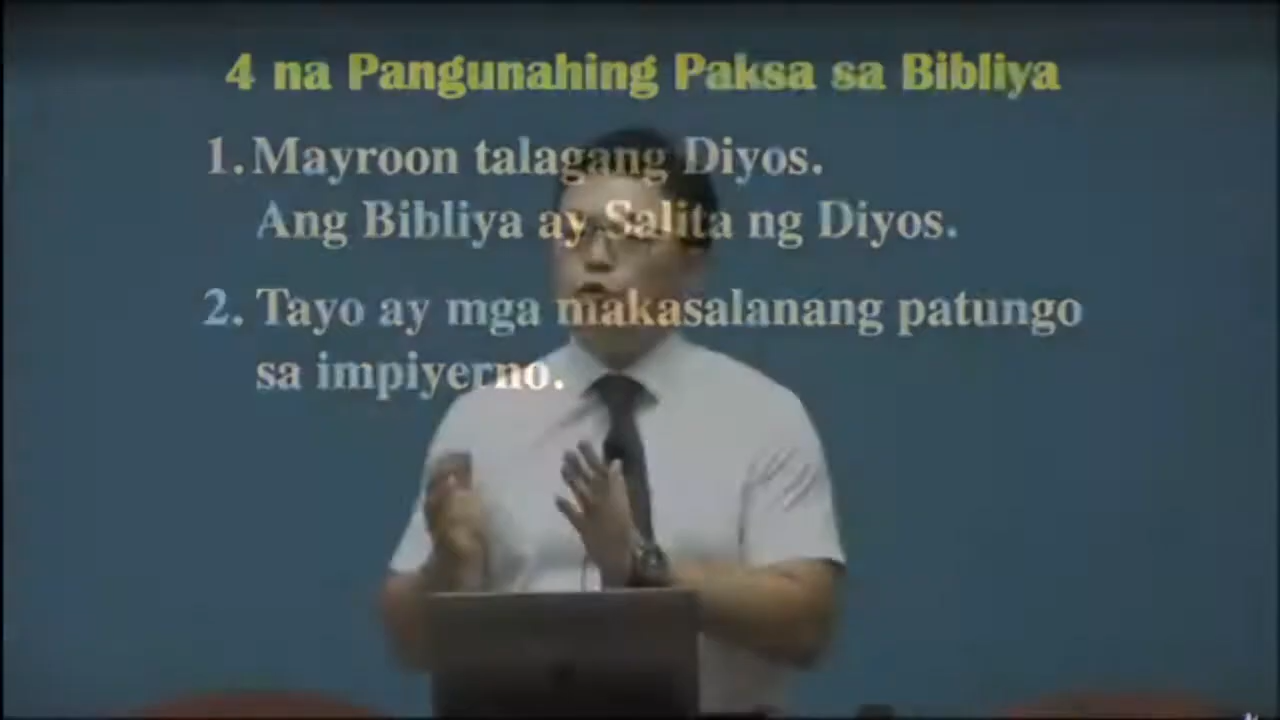 4 na Pangunahing Paksa sa Bibliya
1. Mayroon talagang Diyos.
Ang Bibliya ay Salita ng Diyos.
2. Tayo ay mga makasalanang patungo
sa impiyerno.